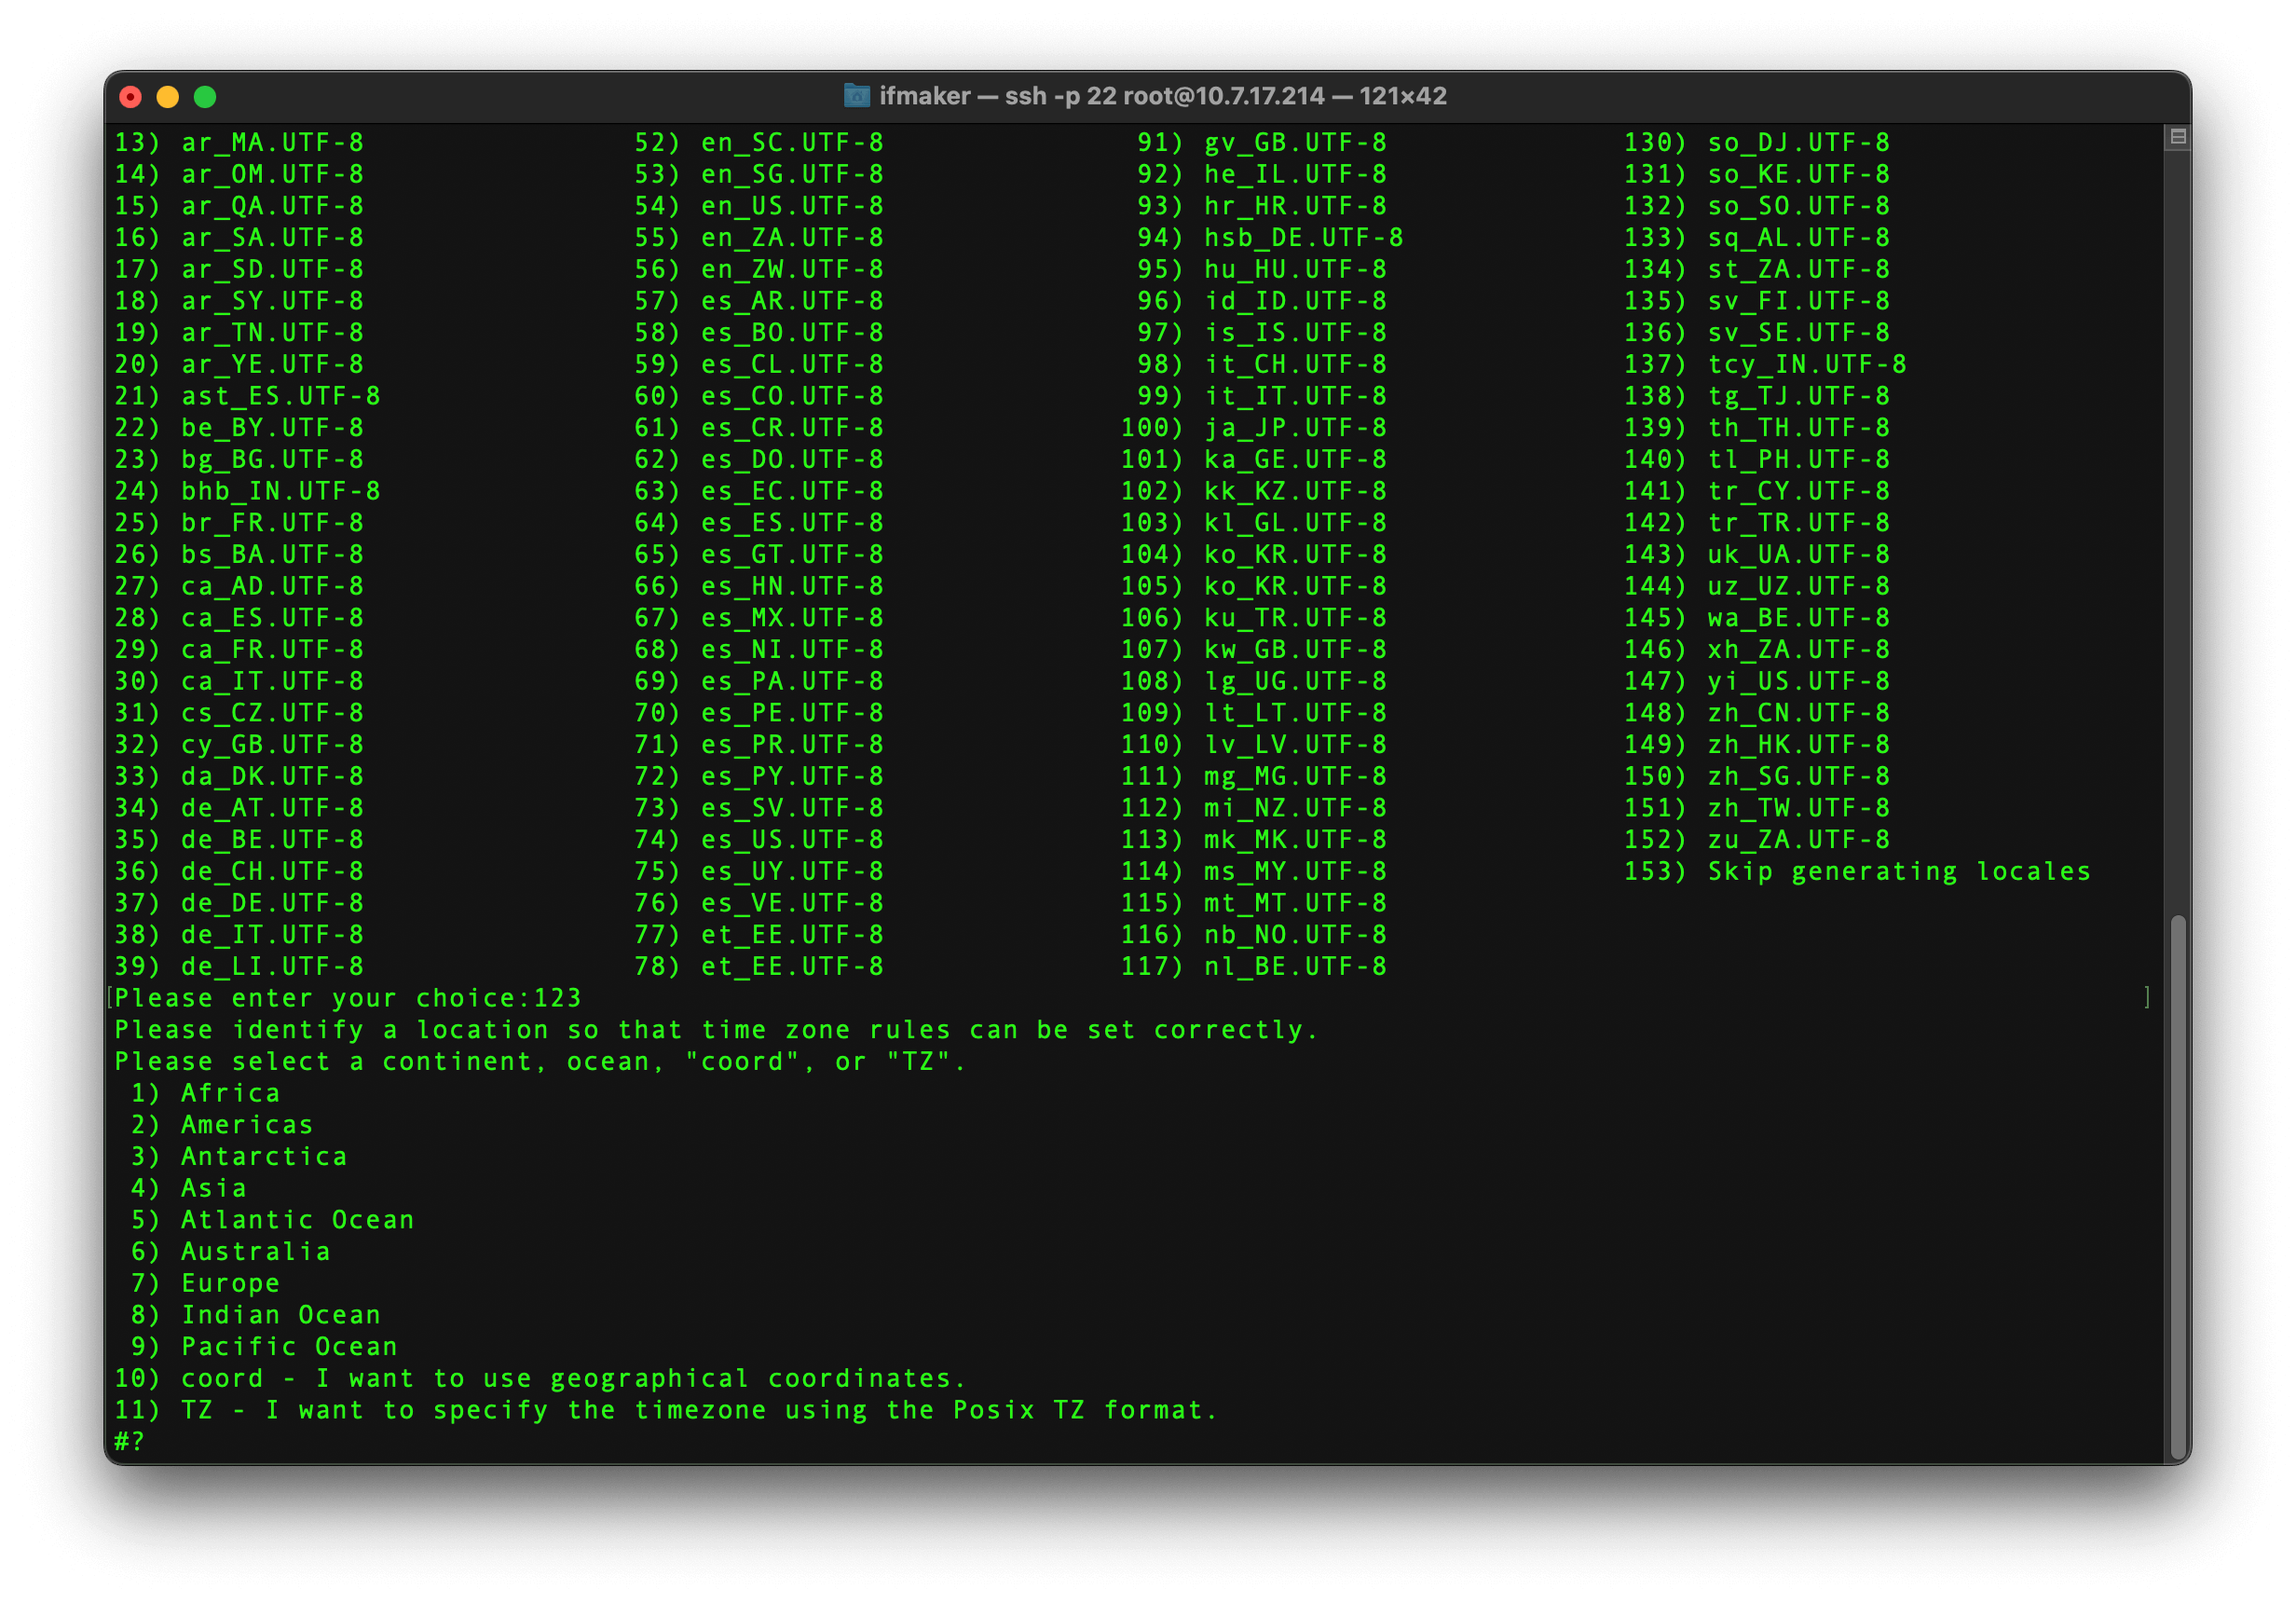 ifmaker — ssh -p 22 root@10.7.17.214 — 121×42
13) ar_MA.UTF-8 52) en_SC.UTF-8 91) gv_GB.UTF-8 130) so_DJ.UTF-8
14) ar_OM.UTF-8 53) en_SG.UTF-8 92) he_IL.UTF-8 131) so_KE.UTF-8
15) ar_QA.UTF-8 54) en_US.UTF-8 93) hr_HR.UTF-8 132) so_SO.UTF-8
16) ar_SA.UTF-8 55) en_ZA.UTF-8 94) hsb_DE.UTF-8 133) sq_AL.UTF-8
17) ar_SD.UTF-8 56) en_ZW.UTF-8 95) hu_HU.UTF-8 134) st_ZA.UTF-8
18) ar_SY.UTF-8 57) es_AR.UTF-8 96) id_ID.UTF-8 135) sv_FI.UTF-8
19) ar_TN.UTF-8 58) es_BO.UTF-8 97) is_IS.UTF-8 136) sv_SE.UTF-8
20) ar_YE.UTF-8 59) es_CL.UTF-8 98) it_CH.UTF-8 137) tcy_IN.UTF-8
21) ast_ES.UTF-8 60) es_CO.UTF-8 99) it_IT.UTF-8 138) tg_TJ.UTF-8
22) be_BY.UTF-8 61) es_CR.UTF-8 100) ja_JP.UTF-8 139) th_TH.UTF-8
23) bg_BG.UTF-8 62) es_DO.UTF-8 101) ka_GE.UTF-8 140) tl_PH.UTF-8
24) bhb_IN.UTF-8 63) es_EC.UTF-8 102) kk_KZ.UTF-8 141) tr_CY.UTF-8
25) br_FR.UTF-8 64) es_ES.UTF-8 103) kl_GL.UTF-8 142) tr_TR.UTF-8
26) bs_BA.UTF-8 65) es_GT.UTF-8 104) ko_KR.UTF-8 143) uk_UA.UTF-8
27) ca_AD.UTF-8 66) es_HN.UTF-8 105) ko_KR.UTF-8 144) uz_UZ.UTF-8
28) ca_ES.UTF-8 67) es_MX.UTF-8 106) ku_TR.UTF-8 145) wa_BE.UTF-8
29) ca_FR.UTF-8 68) es_NI.UTF-8 107) kw_GB.UTF-8 146) xh_ZA.UTF-8
30) ca_IT.UTF-8 69) es_PA.UTF-8 108) lg_UG.UTF-8 147) yi_US.UTF-8
31) cs_CZ.UTF-8 70) es_PE.UTF-8 109) lt_LT.UTF-8 148) zh_CN.UTF-8
32) cy_GB.UTF-8 71) es_PR.UTF-8 110) lv_LV.UTF-8 149) zh_HK.UTF-8
33) da_DK.UTF-8 72) es_PY.UTF-8 111) mg_MG.UTF-8 150) zh_SG.UTF-8
34) de_AT.UTF-8 73) es_SV.UTF-8 112) mi_NZ.UTF-8 151) zh_TW.UTF-8
35) de_BE.UTF-8 74) es_US.UTF-8 113) mk_MK.UTF-8 152) zu_ZA.UTF-8
36) de_CH.UTF-8 75) es_UY.UTF-8 114) ms_MY.UTF-8 153) Skip generating locales
37) de_DE.UTF-8 76) es_VE.UTF-8 115) mt_MT.UTF-8
38) de_IT.UTF-8 77) et_EE.UTF-8 116) nb_NO.UTF-8
39) de_LI.UTF-8 78) et_EE.UTF-8 117) nl_BE.UTF-8
[Please enter your choice:123 ]
Please identify a location so that time zone rules can be set correctly.
Please select a continent, ocean, "coord", or "TZ".
1) Africa
2) Americas
3) Antarctica
4) Asia
5) Atlantic Ocean
6) Australia
7) Europe
8) Indian Ocean
9) Pacific Ocean
10) coord - I want to use geographical coordinates.
11) TZ - I want to specify the timezone using the Posix TZ format.
#?